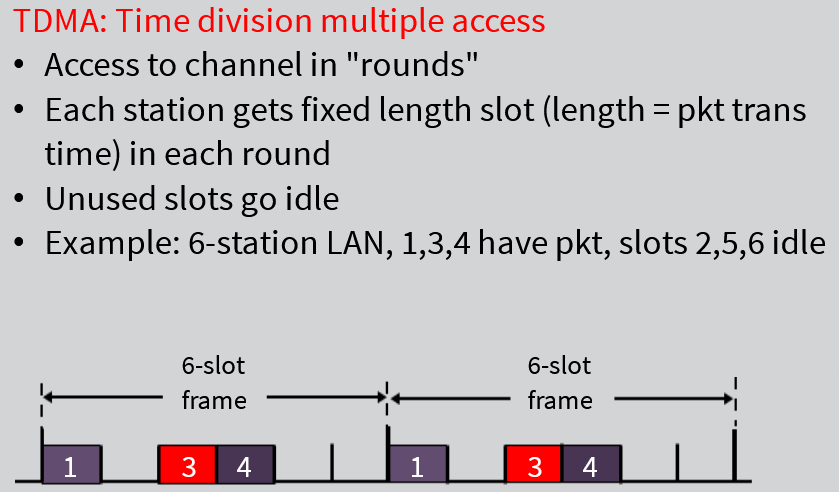 TDMA: Time division multiple access
• Access to channel in "rounds"
• Each station gets fixed length slot (length = pkt trans
time) in each round
• Unused slots go idle
• Example: 6-station LAN, 1,3,4 have pkt, slots 2,5,6 idle
6-slot
frame
6-slot
frame
1 3 4 1 3 4